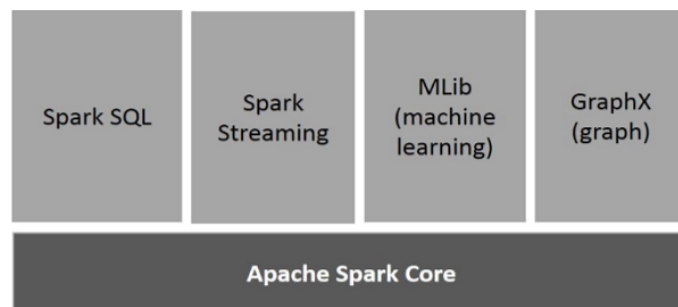 Spark SQL
Spark
Streaming
MLib
(machine
learning)
GraphX
(graph)
Apache Spark Core